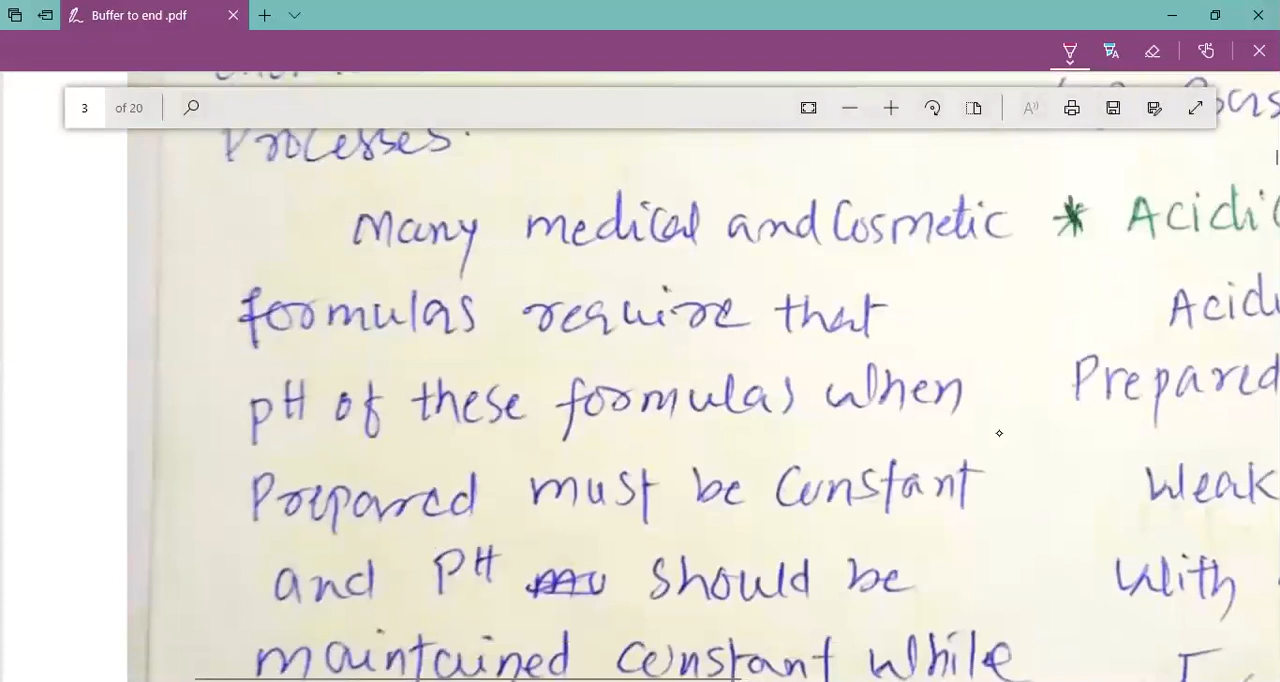 Buffer to end .pdf
3 of 20
Processes.
Many medical and Cosmetic
formulas require that
pH of these formulas when
Prepared must be Constant
and PH should be
maintained constant while
* Acidic
Acidi
Prepared
Weak
With